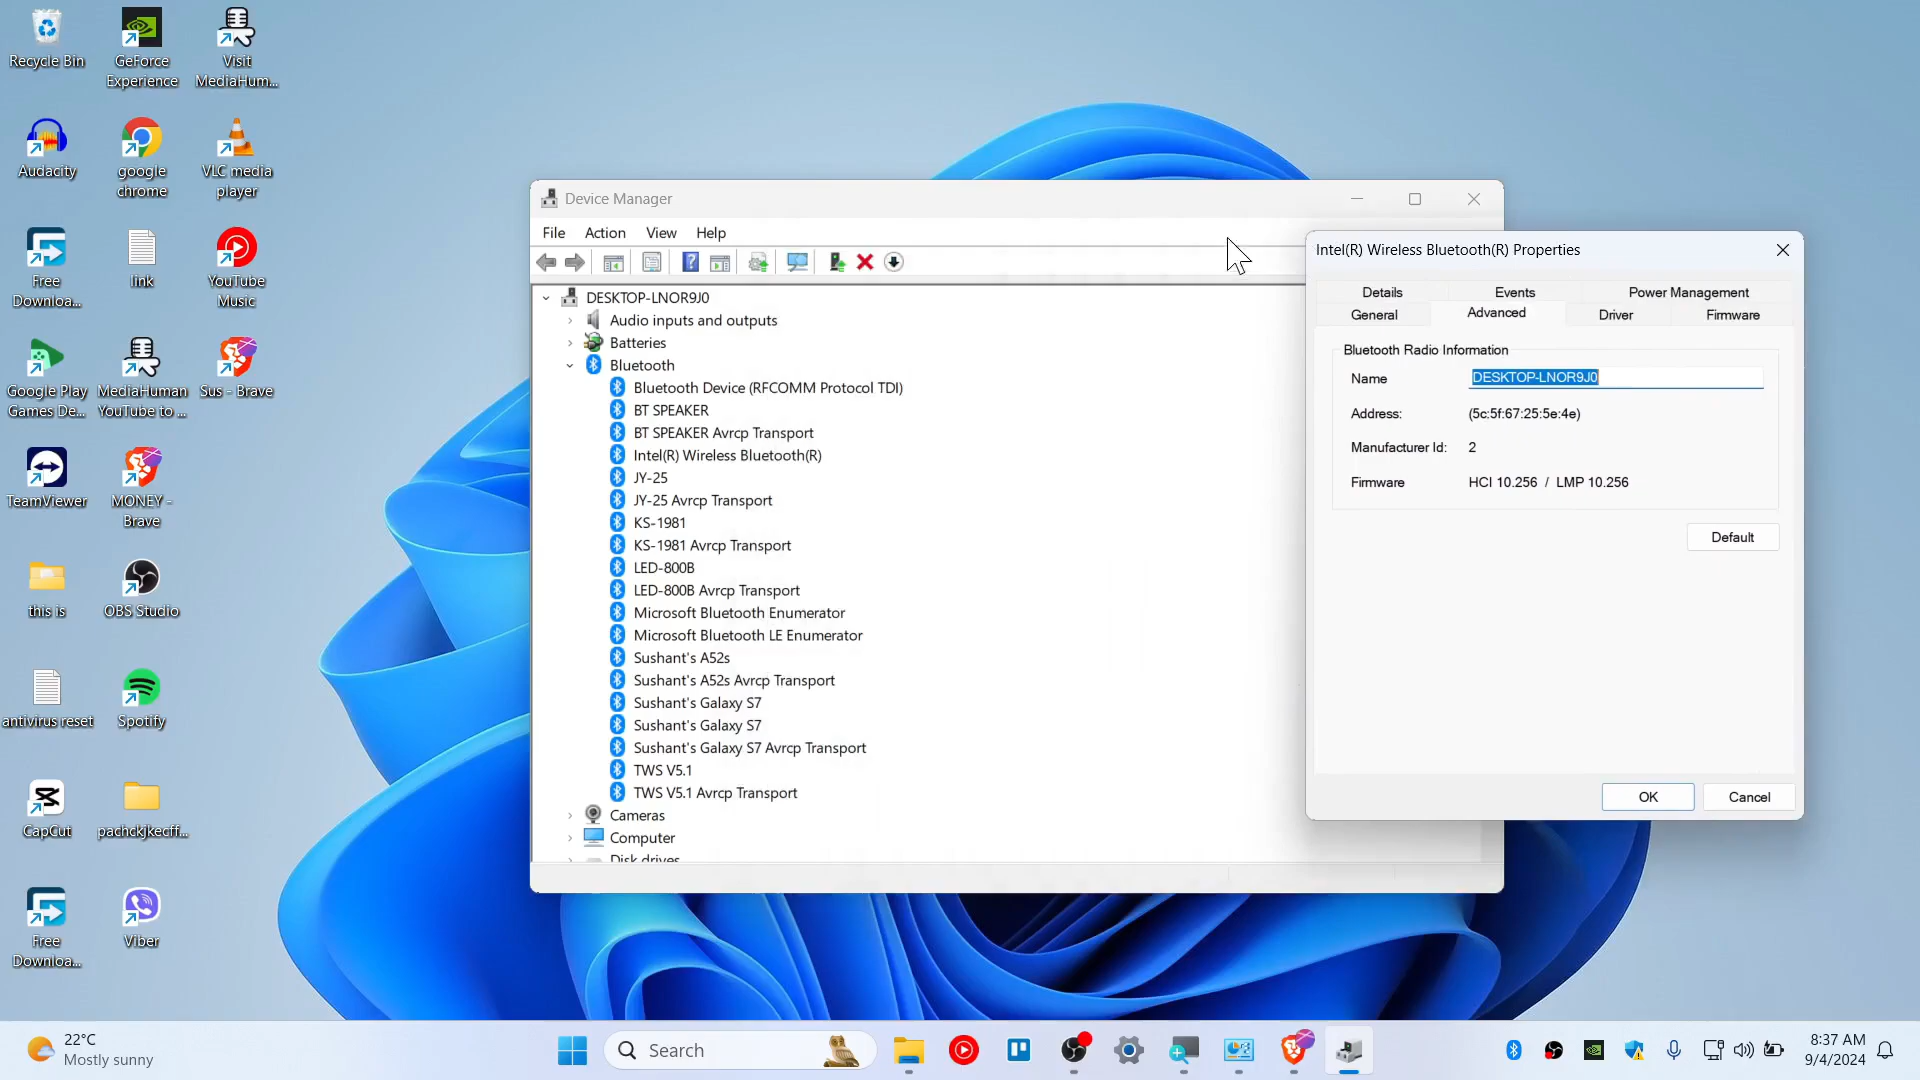 Recycle Bin
GeForce
Experience
Visit
MediaHum...
Audacity
google
chrome
VLC media
player
Free
Downloa...
link
YouTube
Music
Google Play
Games De...
MediaHuman
YouTube to ...
Sus - Brave
TeamViewer
MONEY -
Brave
this is
OBS Studio
antivirus reset
Spotify
CapCut
pachckjkecff...
Free
Downloa...
Viber
Device Manager
File Action View Help
DESKTOP-LNOR9J0
Audio inputs and outputs
Batteries
Bluetooth
Bluetooth Device (RFCOMM Protocol TDI)
BT SPEAKER
BT SPEAKER Avrcp Transport
Intel(R) Wireless Bluetooth(R)
JY-25
JY-25 Avrcp Transport
KS-1981
KS-1981 Avrcp Transport
LED-800B
LED-800B Avrcp Transport
Microsoft Bluetooth Enumerator
Microsoft Bluetooth LE Enumerator
Sushant's A52s
Sushant's A52s Avrcp Transport
Sushant's Galaxy S7
Sushant's Galaxy S7
Sushant's Galaxy S7 Avrcp Transport
TWS V5.1
TWS V5.1 Avrcp Transport
Cameras
Computer
Disk drives
Intel(R) Wireless Bluetooth(R) Properties
Details Events Power Management
General Advanced Driver Firmware
Bluetooth Radio Information
Name DESKTOP-LNOR9J0
Address: (5c:5f:67:25:5e:4e)
Manufacturer Id: 2
Firmware HCI 10.256 / LMP 10.256
Default
OK Cancel
22°C
Mostly sunny
Search
8:37 AM
9/4/2024